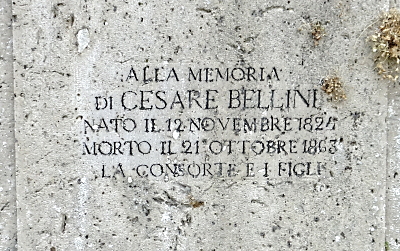 ALLA MEMORIA
DI CESARE BELLINI
NATO IL 12 NOVEMBRE 1824
MORTO IL 21 OTTOBRE 1863
LA CONSORTE E I FIGLI